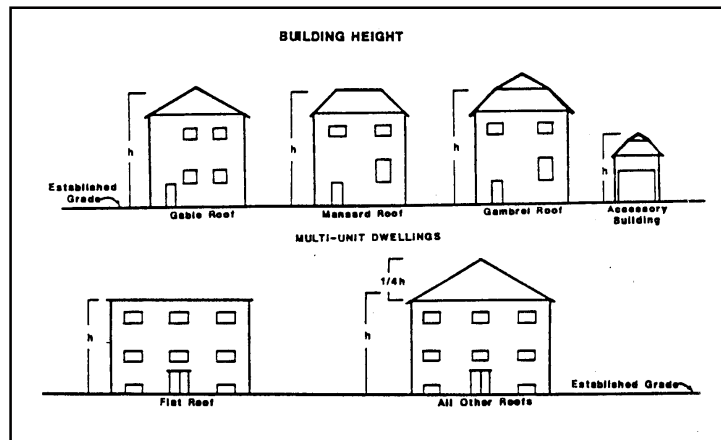 BUILDING HEIGHT
h
h
h
h
Established
Grade
Gable Roof
Mansard Roof
Gambrel Roof
Accessory
Building
MULTI-UNIT DWELLINGS
1/4h
h
h
Established Grade
Flat Roof
All Other Roofs